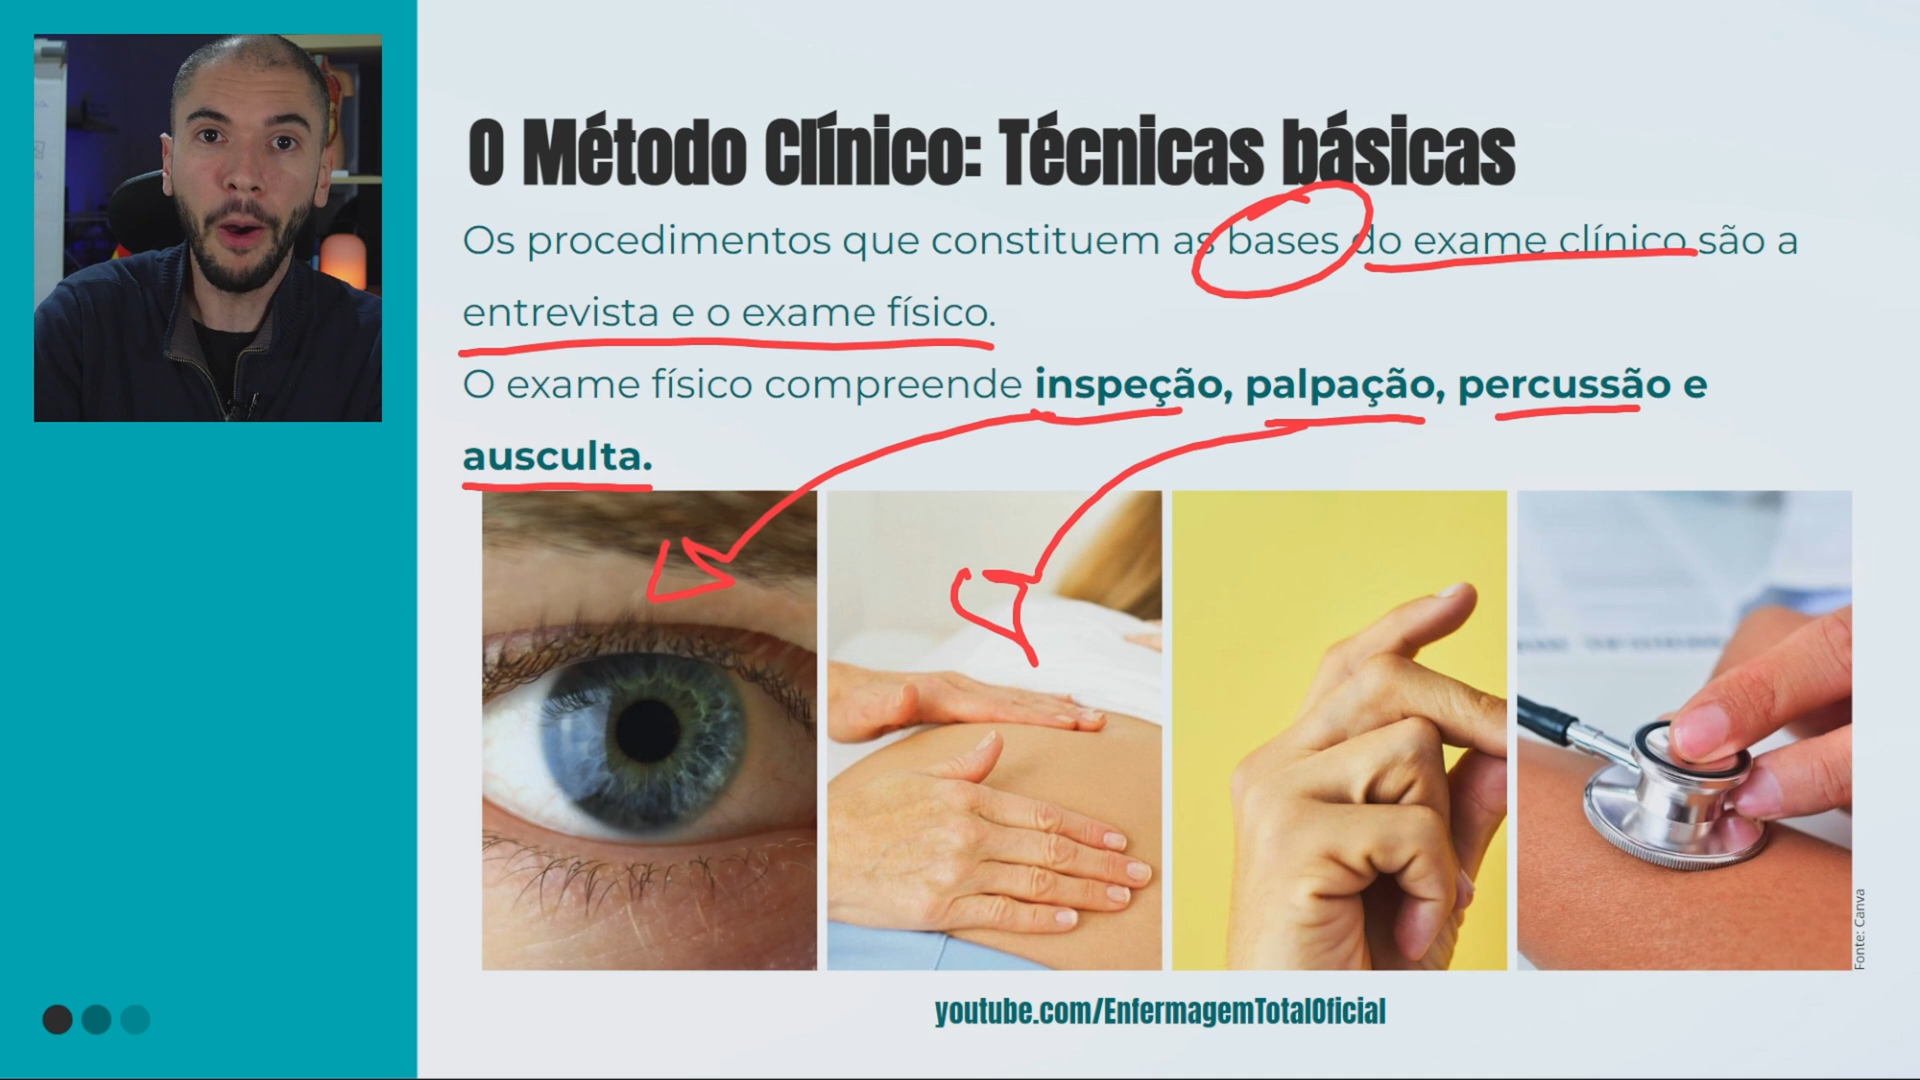 O Método Clínico: Técnicas básicas
Os procedimentos que constituem as bases do exame clínico são a
entrevista e o exame físico.
O exame físico compreende inspeção, palpação, percussão e
ausculta.
Fonte: Canva
youtube.com/EnfermagemTotalOficial